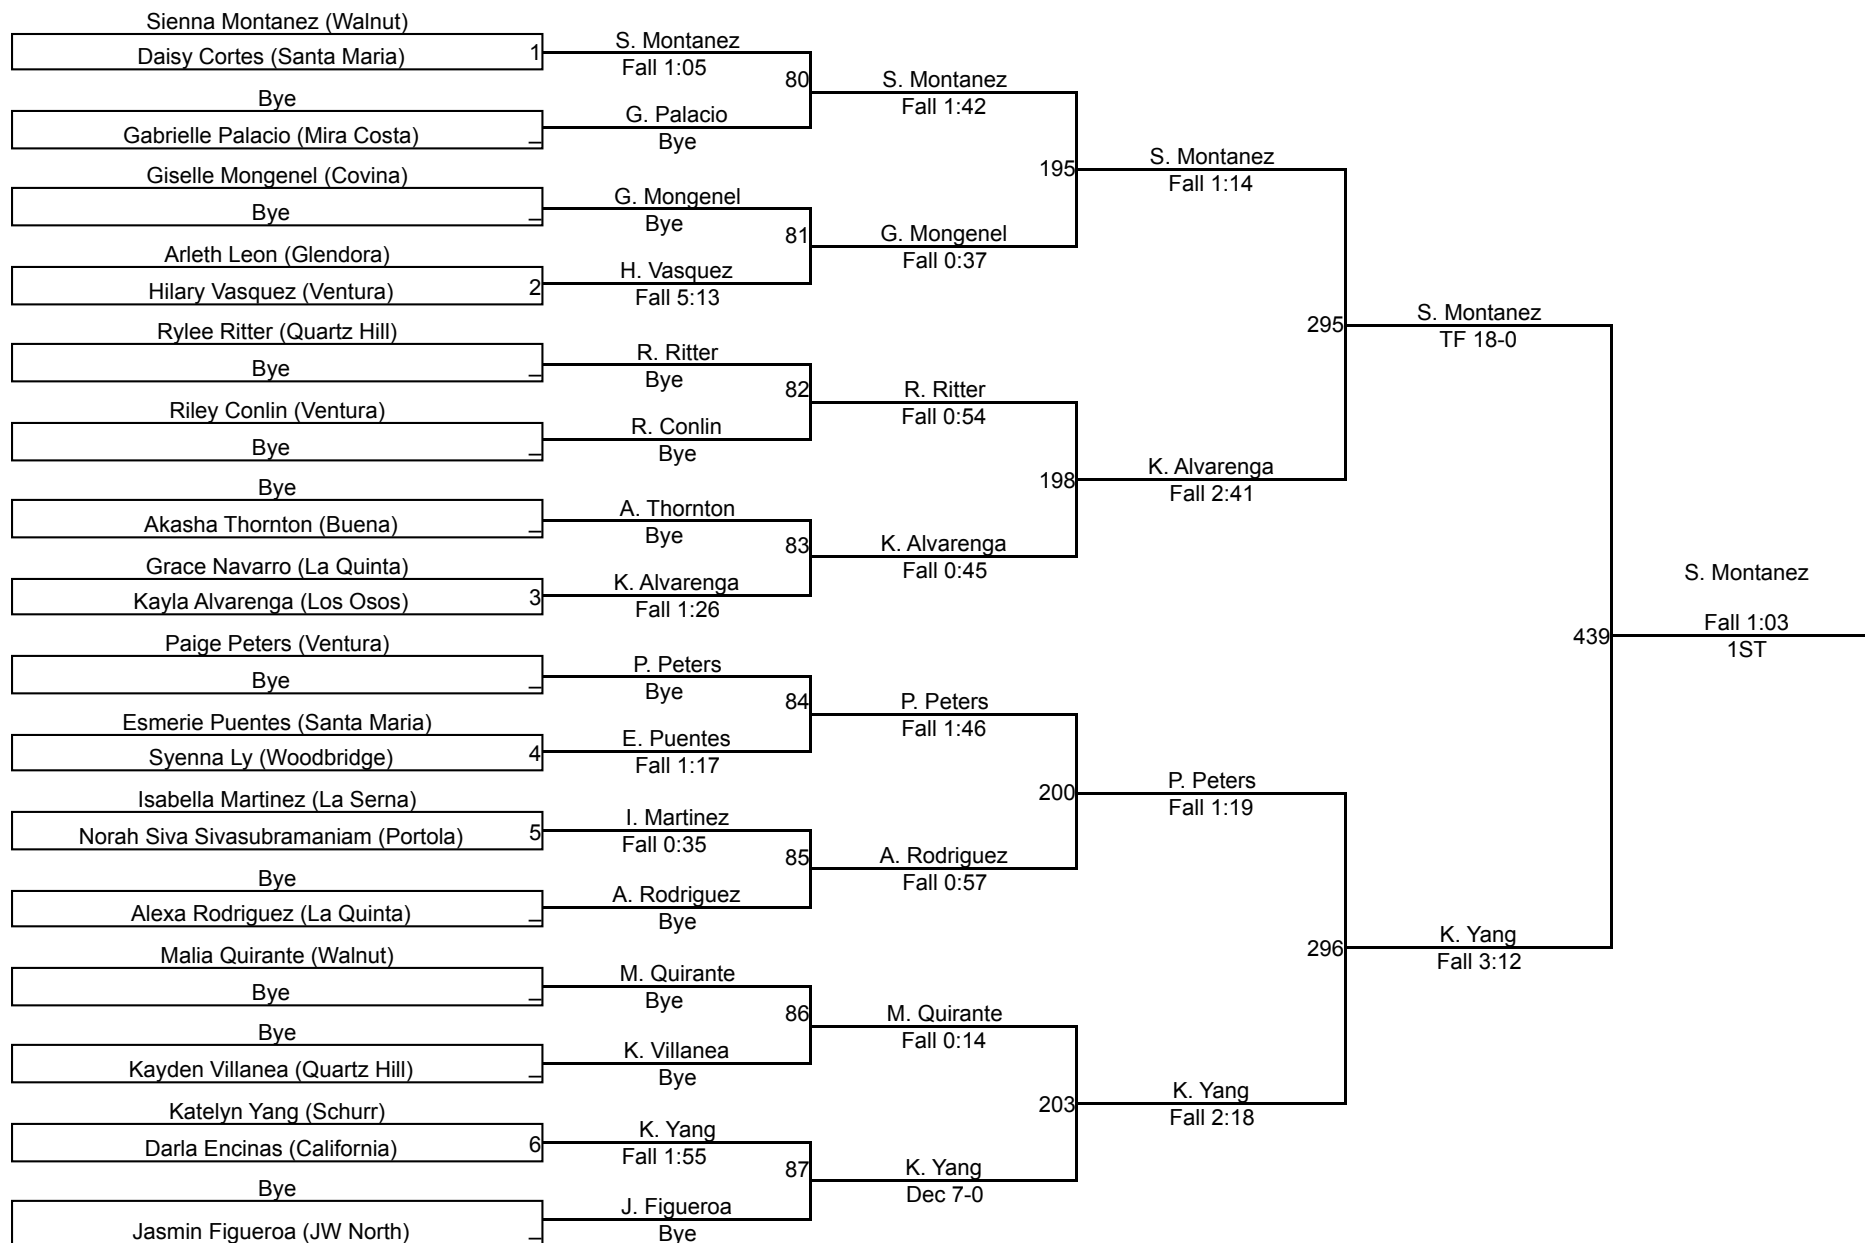 Sienna Montanez (Walnut)
Daisy Cortes (Santa Maria) 1
Bye
Gabrielle Palacio (Mira Costa) _
Giselle Mongenel (Covina)
Bye _
Arleth Leon (Glendora)
Hilary Vasquez (Ventura) 2
Rylee Ritter (Quartz Hill)
Bye _
Riley Conlin (Ventura)
Bye _
Bye
Akasha Thornton (Buena) _
Grace Navarro (La Quinta)
Kayla Alvarenga (Los Osos) 3
Paige Peters (Ventura)
Bye _
Esmerie Puentes (Santa Maria)
Syenna Ly (Woodbridge) 4
Isabella Martinez (La Serna)
Norah Siva Sivasubramaniam (Portola) 5
Bye
Alexa Rodriguez (La Quinta) _
Malia Quirante (Walnut)
Bye _
Bye
Kayden Villanea (Quartz Hill) _
Katelyn Yang (Schurr)
Darla Encinas (California) 6
Bye
Jasmin Figueroa (JW North) _
S. Montanez
Fall 1:05
80
G. Palacio
Bye
G. Mongenel
Bye
81
H. Vasquez
Fall 5:13
R. Ritter
Bye
82
R. Conlin
Bye
A. Thornton
Bye
83
K. Alvarenga
Fall 1:26
P. Peters
Bye
84
E. Puentes
Fall 1:17
I. Martinez
Fall 0:35
85
A. Rodriguez
Bye
M. Quirante
Bye
86
K. Villanea
Bye
K. Yang
Fall 1:55
87
J. Figueroa
Bye
S. Montanez
Fall 1:42
195
G. Mongenel
Fall 0:37
R. Ritter
Fall 0:54
198
K. Alvarenga
Fall 0:45
P. Peters
Fall 1:46
200
A. Rodriguez
Fall 0:57
M. Quirante
Fall 0:14
203
K. Yang
Dec 7-0
S. Montanez
Fall 1:14
295
K. Alvarenga
Fall 2:41
P. Peters
Fall 1:19
296
K. Yang
Fall 2:18
S. Montanez
TF 18-0
439
K. Yang
Fall 3:12
S. Montanez
Fall 1:03
1ST